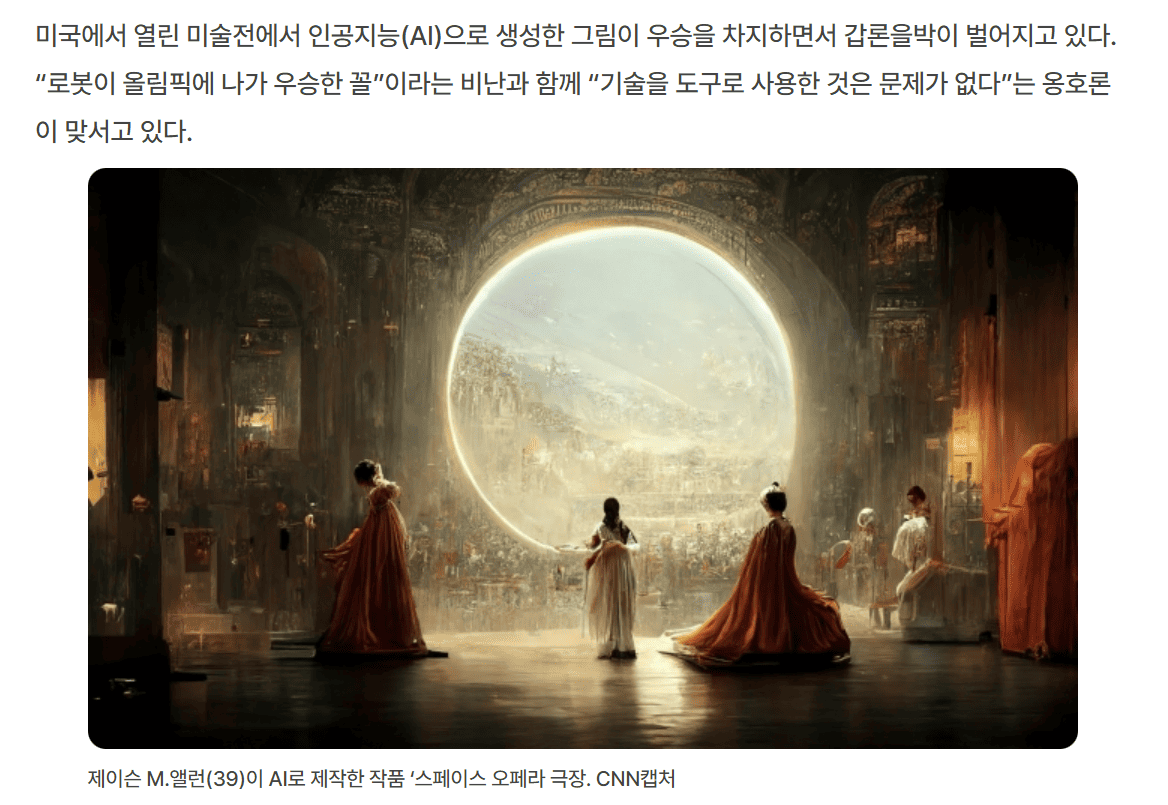 미국에서 열린 미술전에서 인공지능(AI)으로 생성한 그림이 우승을 차지하면서 갑론을박이 벌어지고 있다.
“로봇이 올림픽에 나가 우승한 꼴”이라는 비난과 함께 “기술을 도구로 사용한 것은 문제가 없다”는 옹호론
이 맞서고 있다.
제이슨 M.앨런(39)이 AI로 제작한 작품 ‘스페이스 오페라 극장. CNN캡처